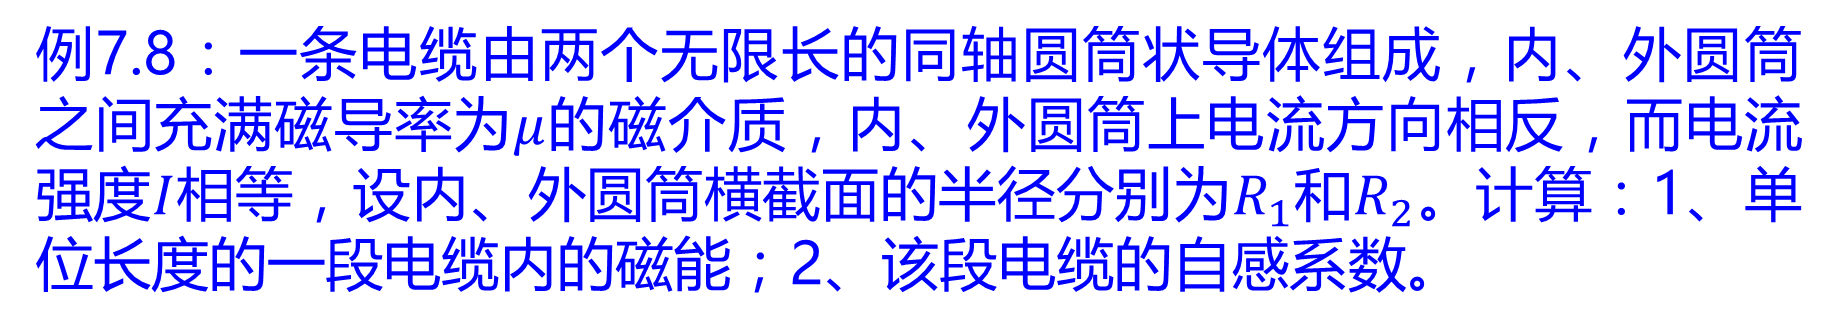 例7.8：一条电缆由两个无限长的同轴圆筒状导体组成，内、外圆筒
之间充满磁导率为μ的磁介质，内、外圆筒上电流方向相反，而电流
强度I相等，设内、外圆筒横截面的半径分别为R₁和R₂。计算：1、单
位长度的一段电缆内的磁能；2、该段电缆的自感系数。